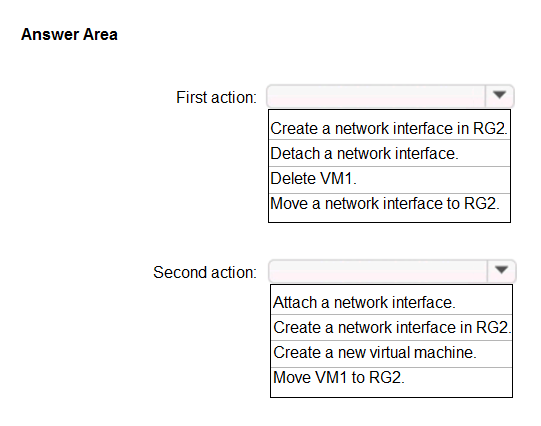 Answer Area
First action:
Create a network interface in RG2.
Detach a network interface.
Delete VM1.
Move a network interface to RG2.
Second action:
Attach a network interface.
Create a network interface in RG2.
Create a new virtual machine.
Move VM1 to RG2.